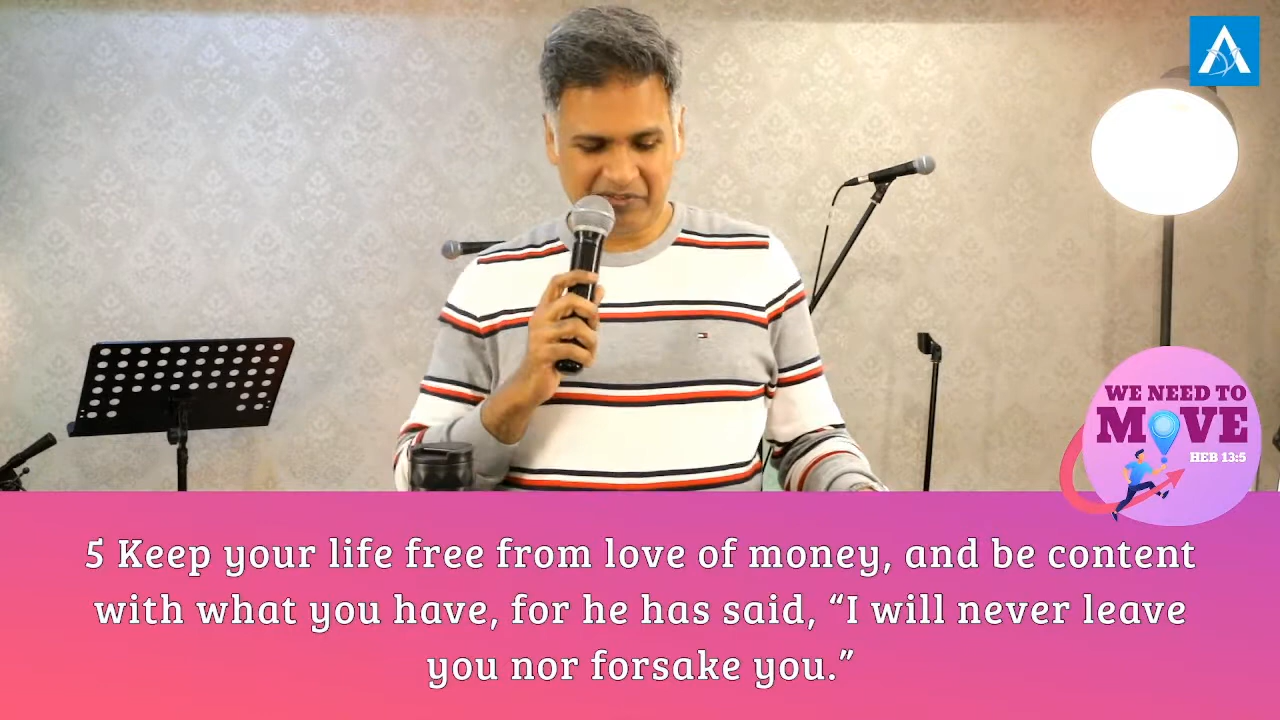 WE NEED TO
MOVE
HEB 13:5
5 Keep your life free from love of money, and be content
with what you have, for he has said, “I will never leave
you nor forsake you.”